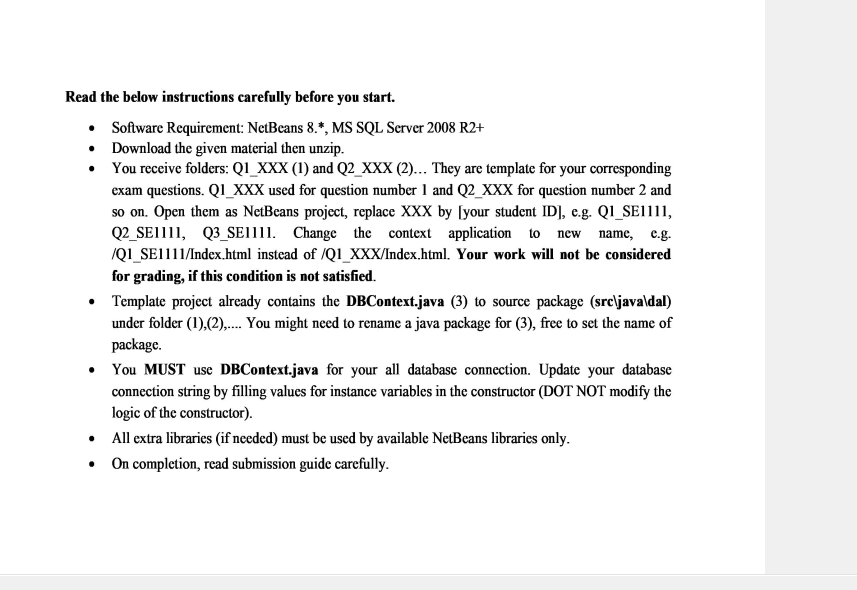 Read the below instructions carefully before you start.
• Software Requirement: NetBeans 8.*, MS SQL Server 2008 R2+
• Download the given material then unzip.
• You receive folders: Q1_XXX (1) and Q2_XXX (2)… They are template for your corresponding
exam questions. Q1_XXX used for question number 1 and Q2_XXX for question number 2 and
so on. Open them as NetBeans project, replace XXX by [your student ID], e.g. Q1_SE1111,
Q2_SE1111, Q3_SE1111. Change the context application to new name, e.g.
/Q1_SE1111/Index.html instead of /Q1_XXX/Index.html. Your work will not be considered
for grading, if this condition is not satisfied.
• Template project already contains the DBContext.java (3) to source package (src\java\dal)
under folder (1),(2),.... You might need to rename a java package for (3), free to set the name of
package.
• You MUST use DBContext.java for your all database connection. Update your database
connection string by filling values for instance variables in the constructor (DOT NOT modify the
logic of the constructor).
• All extra libraries (if needed) must be used by available NetBeans libraries only.
• On completion, read submission guide carefully.